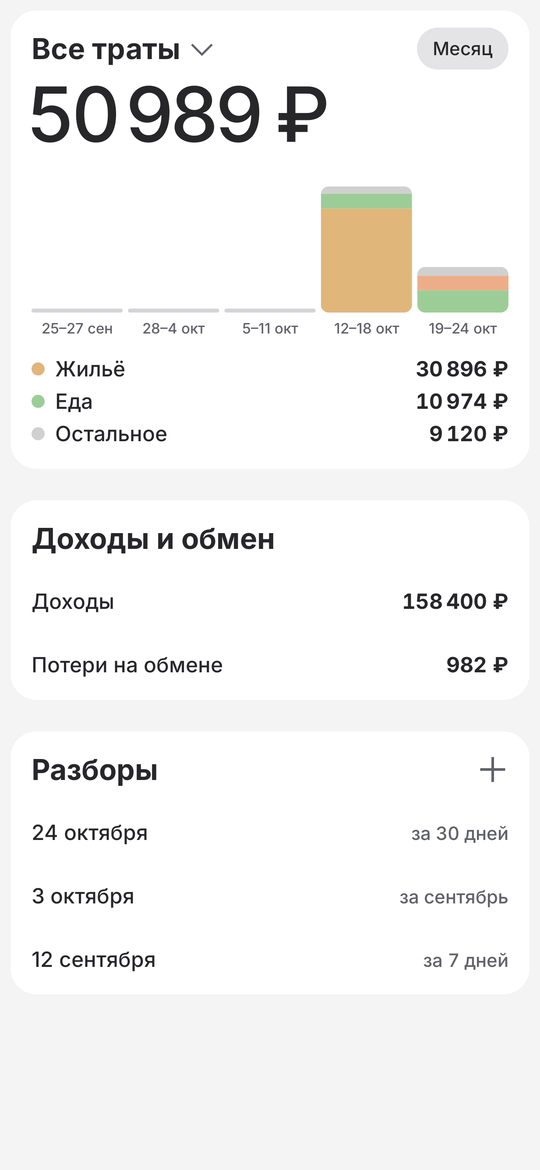 Все траты
Месяц
50 989 ₽
25–27 сен
28–4 окт
5–11 окт
12–18 окт
19–24 окт
Жильё 30 896 ₽
Еда 10 974 ₽
Остальное 9 120 ₽
Доходы и обмен
Доходы 158 400 ₽
Потери на обмене 982 ₽
Разборы
24 октября за 30 дней
3 октября за сентябрь
12 сентября за 7 дней